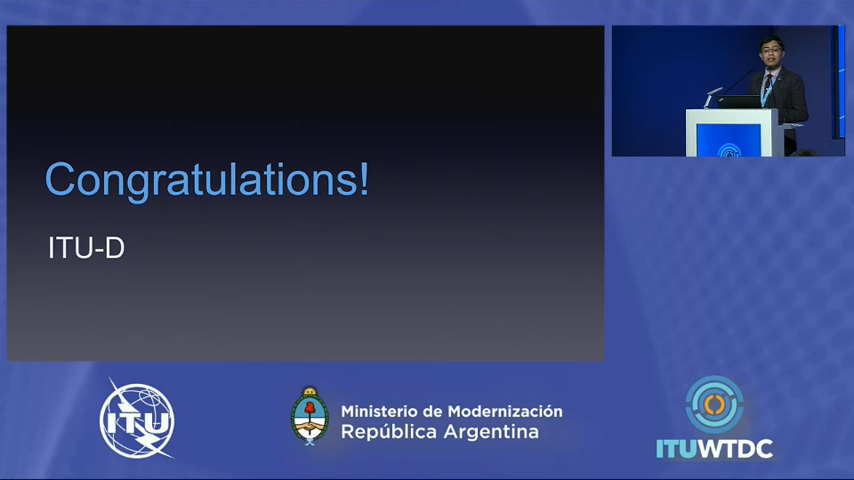 Congratulations!
ITU-D
ITU
Ministerio de Modernización
República Argentina
ITUWTDC